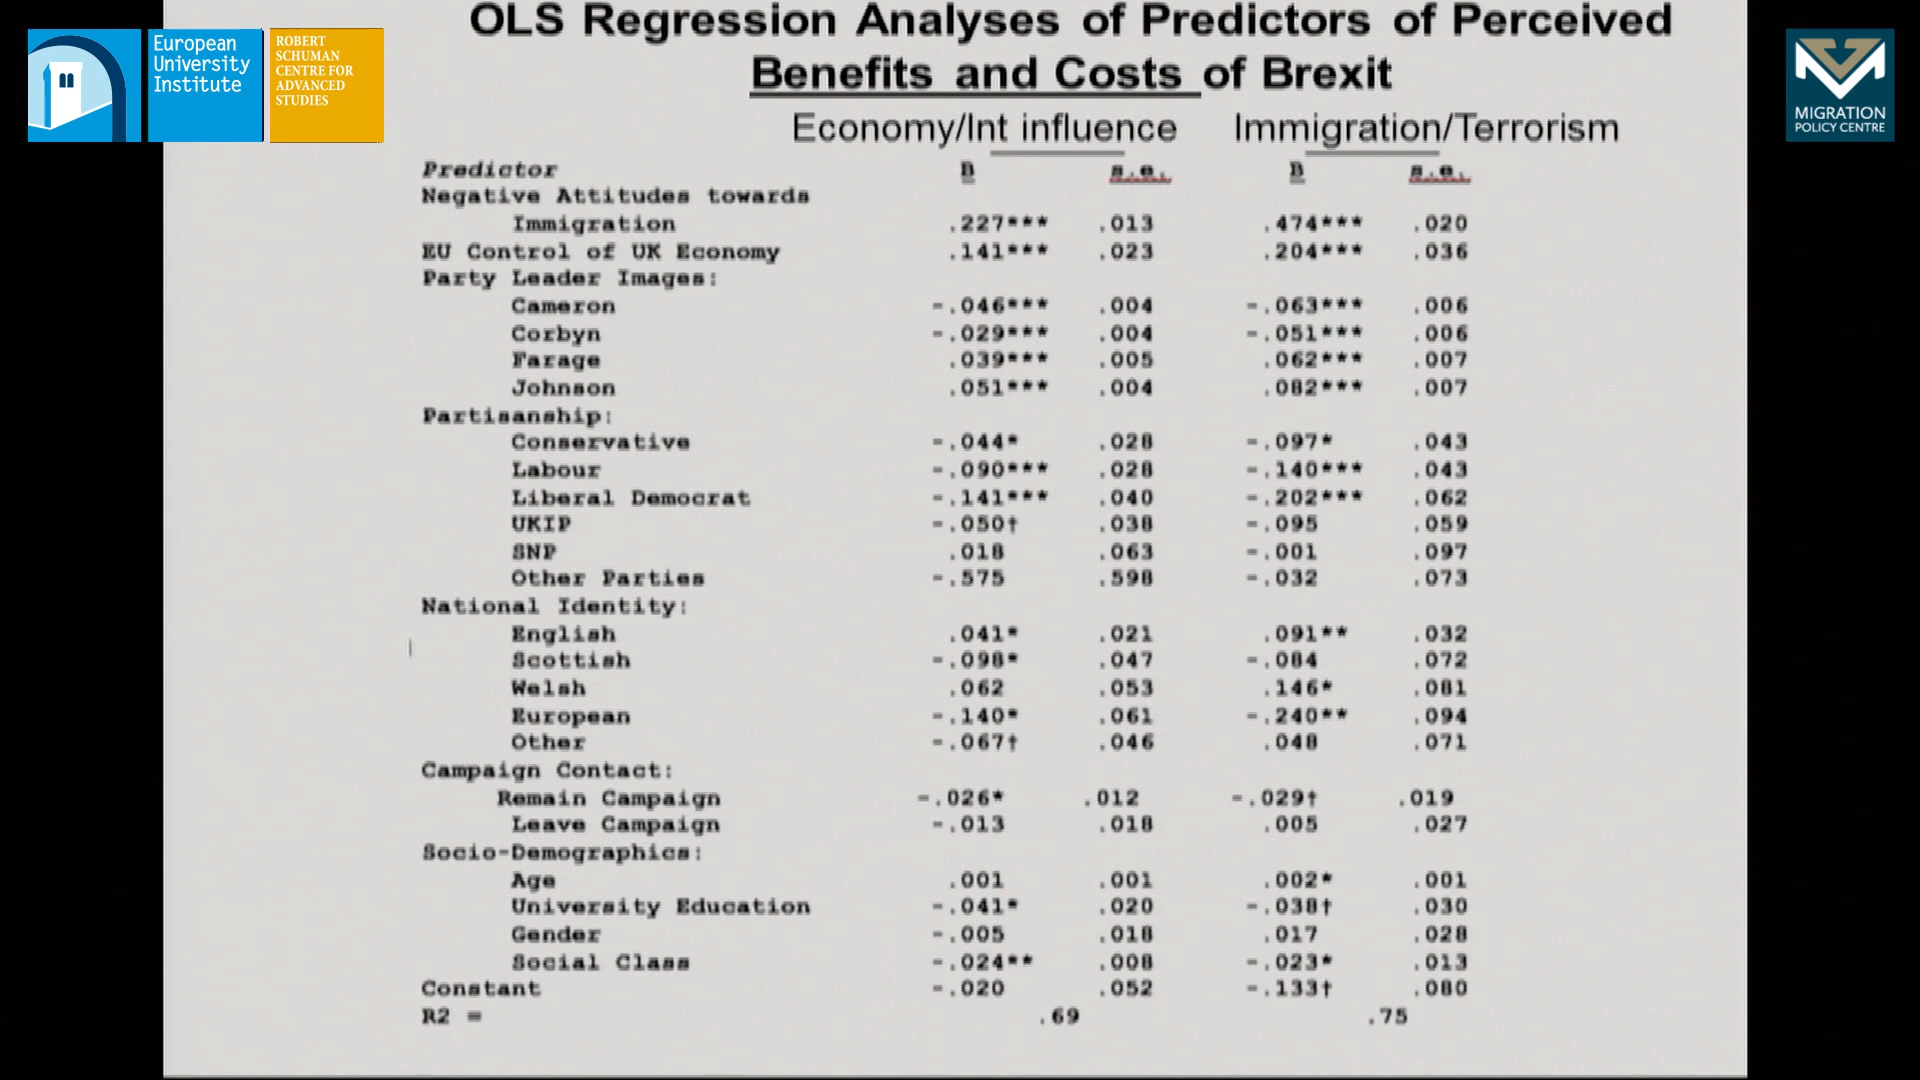 OLS Regression Analyses of Predictors of Perceived
Benefits and Costs of Brexit
European
University
Institute
ROBERT
SCHUMAN
CENTRE FOR
ADVANCED
STUDIES
MIGRATION
POLICY CENTRE
Economy/Int influence Immigration/Terrorism
Predictor B s.e. B s.e.
Negative Attitudes towards
Immigration .227*** .013 .474*** .020
EU Control of UK Economy .141*** .023 .204*** .036
Party Leader Images:
Cameron -.046*** .004 -.063*** .006
Corbyn -.029*** .004 -.051*** .006
Farage .039*** .005 .062*** .007
Johnson .051*** .004 .082*** .007
Partisanship:
Conservative -.044* .028 -.097* .043
Labour -.090*** .028 -.140*** .043
Liberal Democrat -.141*** .040 -.202*** .062
UKIP -.050† .038 -.095 .059
SNP .018 .063 -.001 .097
Other Parties -.575 .598 -.032 .073
National Identity:
English .041* .021 .091** .032
Scottish -.098* .047 -.084 .072
Welsh .062 .053 .146* .081
European -.140* .061 -.240** .094
Other -.067† .046 .048 .071
Campaign Contact:
Remain Campaign -.026* .012 -.029† .019
Leave Campaign -.013 .018 .005 .027
Socio-Demographics:
Age .001 .001 .002* .001
University Education -.041* .020 -.038† .030
Gender -.005 .018 .017 .028
Social Class -.024** .008 -.023* .013
Constant -.020 .052 -.133† .080
R2 = .69 .75